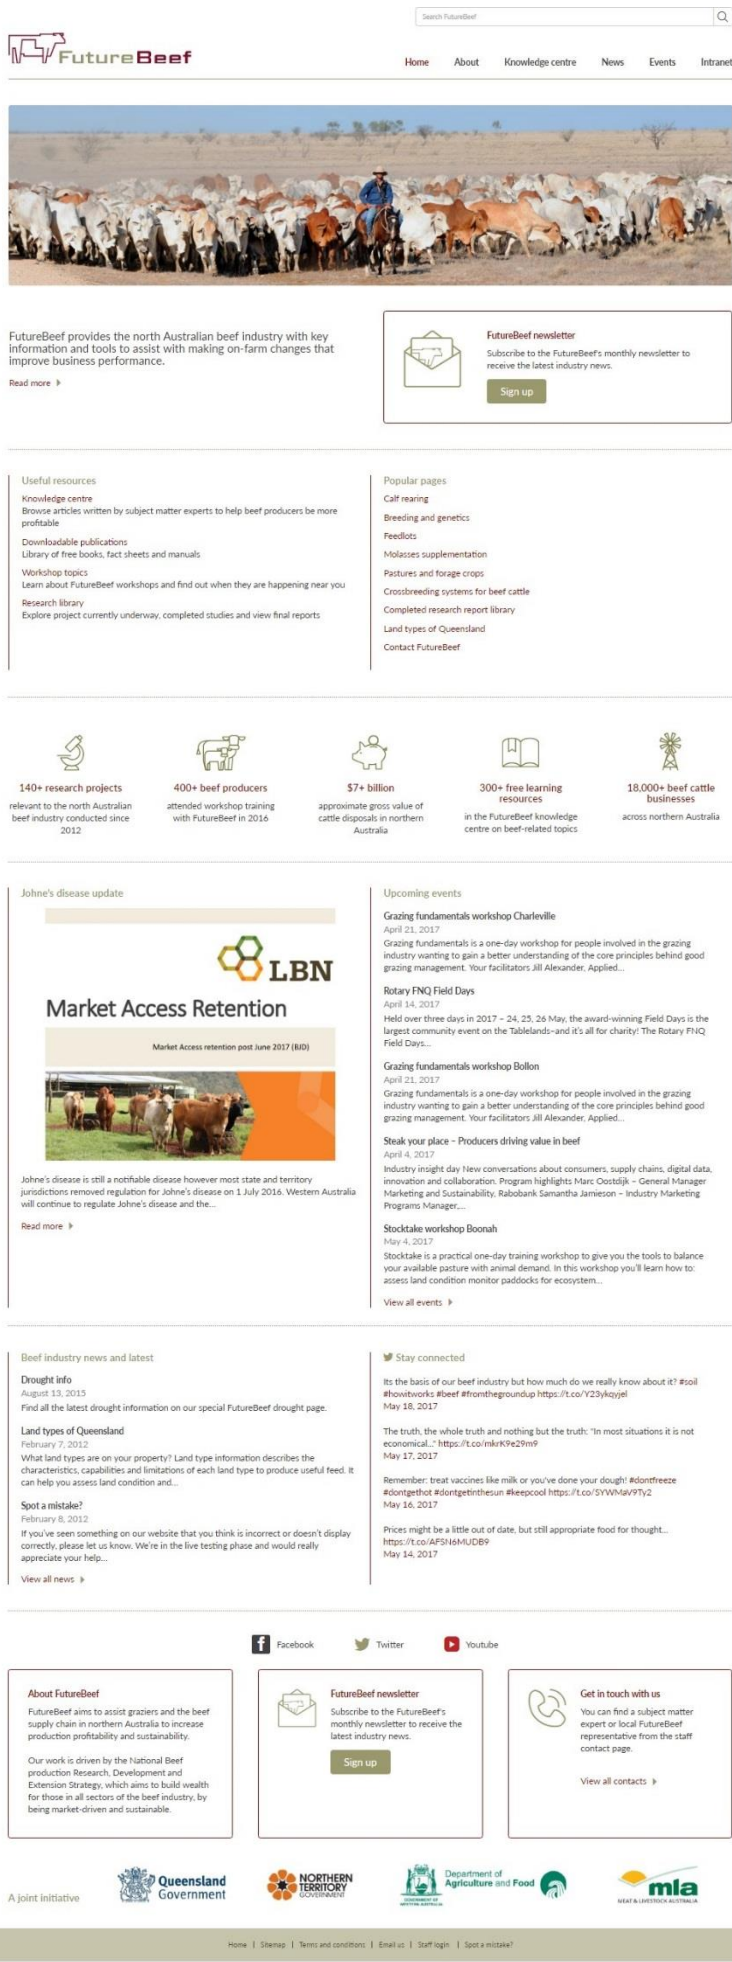 Search FutureBeef
FutureBeef
Home About Knowledge centre News Events Intranet
FutureBeef provides the north Australian beef industry with key
information and tools to assist with making on-farm changes that
improve business performance.
Read more
FutureBeef newsletter
Subscribe to the FutureBeef's monthly newsletter to
receive the latest industry news.
Sign up
Useful resources
Knowledge centre
Browse articles written by subject matter experts to help beef producers be more
profitable
Downloadable publications
Library of free books, fact sheets and manuals
Workshop topics
Learn about FutureBeef workshops and find out when they are happening near you
Research library
Explore project currently underway, completed studies and view final reports
Popular pages
Calf rearing
Breeding and genetics
Feedlots
Molasses supplementation
Pastures and forage crops
Crossbreeding systems for beef cattle
Completed research report library
Land types of Queensland
Contact FutureBeef
140+ research projects
relevant to the north Australian
beef industry conducted since
2012
400+ beef producers
attended workshop training
with FutureBeef in 2016
$7+ billion
approximate gross value of
cattle disposals in northern
Australia
300+ free learning
resources
in the FutureBeef knowledge
centre on beef-related topics
18,000+ beef cattle
businesses
across northern Australia
Johne's disease update
LBN
Market Access Retention
Market Access retention post June 2017 (BJD)
Johne's disease is still a notifiable disease however most state and territory
jurisdictions removed regulation for Johne's disease on 1 July 2016. Western Australia
will continue to regulate Johne's disease and the...
Read more
Upcoming events
Grazing fundamentals workshop Charleville
April 21, 2017
Grazing fundamentals is a one-day workshop for people involved in the grazing
industry wanting to gain a better understanding of the core principles behind good
grazing management. Your facilitators Jill Alexander, Applied...
Rotary FNQ Field Days
April 14, 2017
Held over three days in 2017 – 24, 25, 26 May, the award-winning Field Days is the
largest community event on the Tablelands–and it's all for charity! The Rotary FNQ
Field Days...
Grazing fundamentals workshop Bollon
April 21, 2017
Grazing fundamentals is a one-day workshop for people involved in the grazing
industry wanting to gain a better understanding of the core principles behind good
grazing management. Your facilitators Jill Alexander, Applied...
Steak your place – Producers driving value in beef
April 4, 2017
Industry insight day New conversations about consumers, supply chains, digital data,
innovation and collaboration. Program highlights Marc Oostdijk – General Manager
Marketing and Sustainability, Rabobank Samantha Jamieson – Industry Marketing
Programs Manager,...
Stocktake workshop Boonah
May 4, 2017
Stocktake is a practical one-day training workshop to give you the tools to balance
your available pasture with animal demand. In this workshop you'll learn how to:
assess land condition monitor paddocks for ecosystem...
View all events
Beef industry news and latest
Drought info
August 13, 2015
Find all the latest drought information on our special FutureBeef drought page.
Land types of Queensland
February 7, 2012
What land types are on your property? Land type information describes the
characteristics, capabilities and limitations of each land type to produce useful feed. It
can help you assess land condition and...
Spot a mistake?
February 8, 2012
If you've seen something on our website that you think is incorrect or doesn't display
correctly, please let us know. We're in the live testing phase and would really
appreciate your help...
View all news
Stay connected
Its the basis of our beef industry but how much do we really know about it? #soil
#howitworks #beef #fromthegroundup https://t.co/Y23ykqyjel
May 18, 2017
The truth, the whole truth and nothing but the truth: "In most situations it is not
economical..." https://t.co/mkrK9e29m9
May 17, 2017
Remember: treat vaccines like milk or you've done your dough! #dontfreeze
#dontgethot #dontgetinthesun #keepcool https://t.co/SYWMaV9Ty2
May 16, 2017
Prices might be a little out of date, but still appropriate food for thought...
https://t.co/AFSN6MUDB9
May 14, 2017
Facebook Twitter Youtube
About FutureBeef
FutureBeef aims to assist graziers and the beef
supply chain in northern Australia to increase
production profitability and sustainability.
Our work is driven by the National Beef
production Research, Development and
Extension Strategy, which aims to build wealth
for those in all sectors of the beef industry, by
being market-driven and sustainable.
FutureBeef newsletter
Subscribe to the FutureBeef's
monthly newsletter to receive the
latest industry news.
Sign up
Get in touch with us
You can find a subject matter
expert or local FutureBeef
representative from the staff
contact page.
View all contacts
A joint initiative
Queensland
Government
NORTHERN
TERRITORY
GOVERNMENT
GOVERNMENT OF
WESTERN AUSTRALIA
Department of
Agriculture and Food
mla
MEAT & LIVESTOCK AUSTRALIA
Home | Sitemap | Terms and conditions | Email us | Staff login | Spot a mistake?